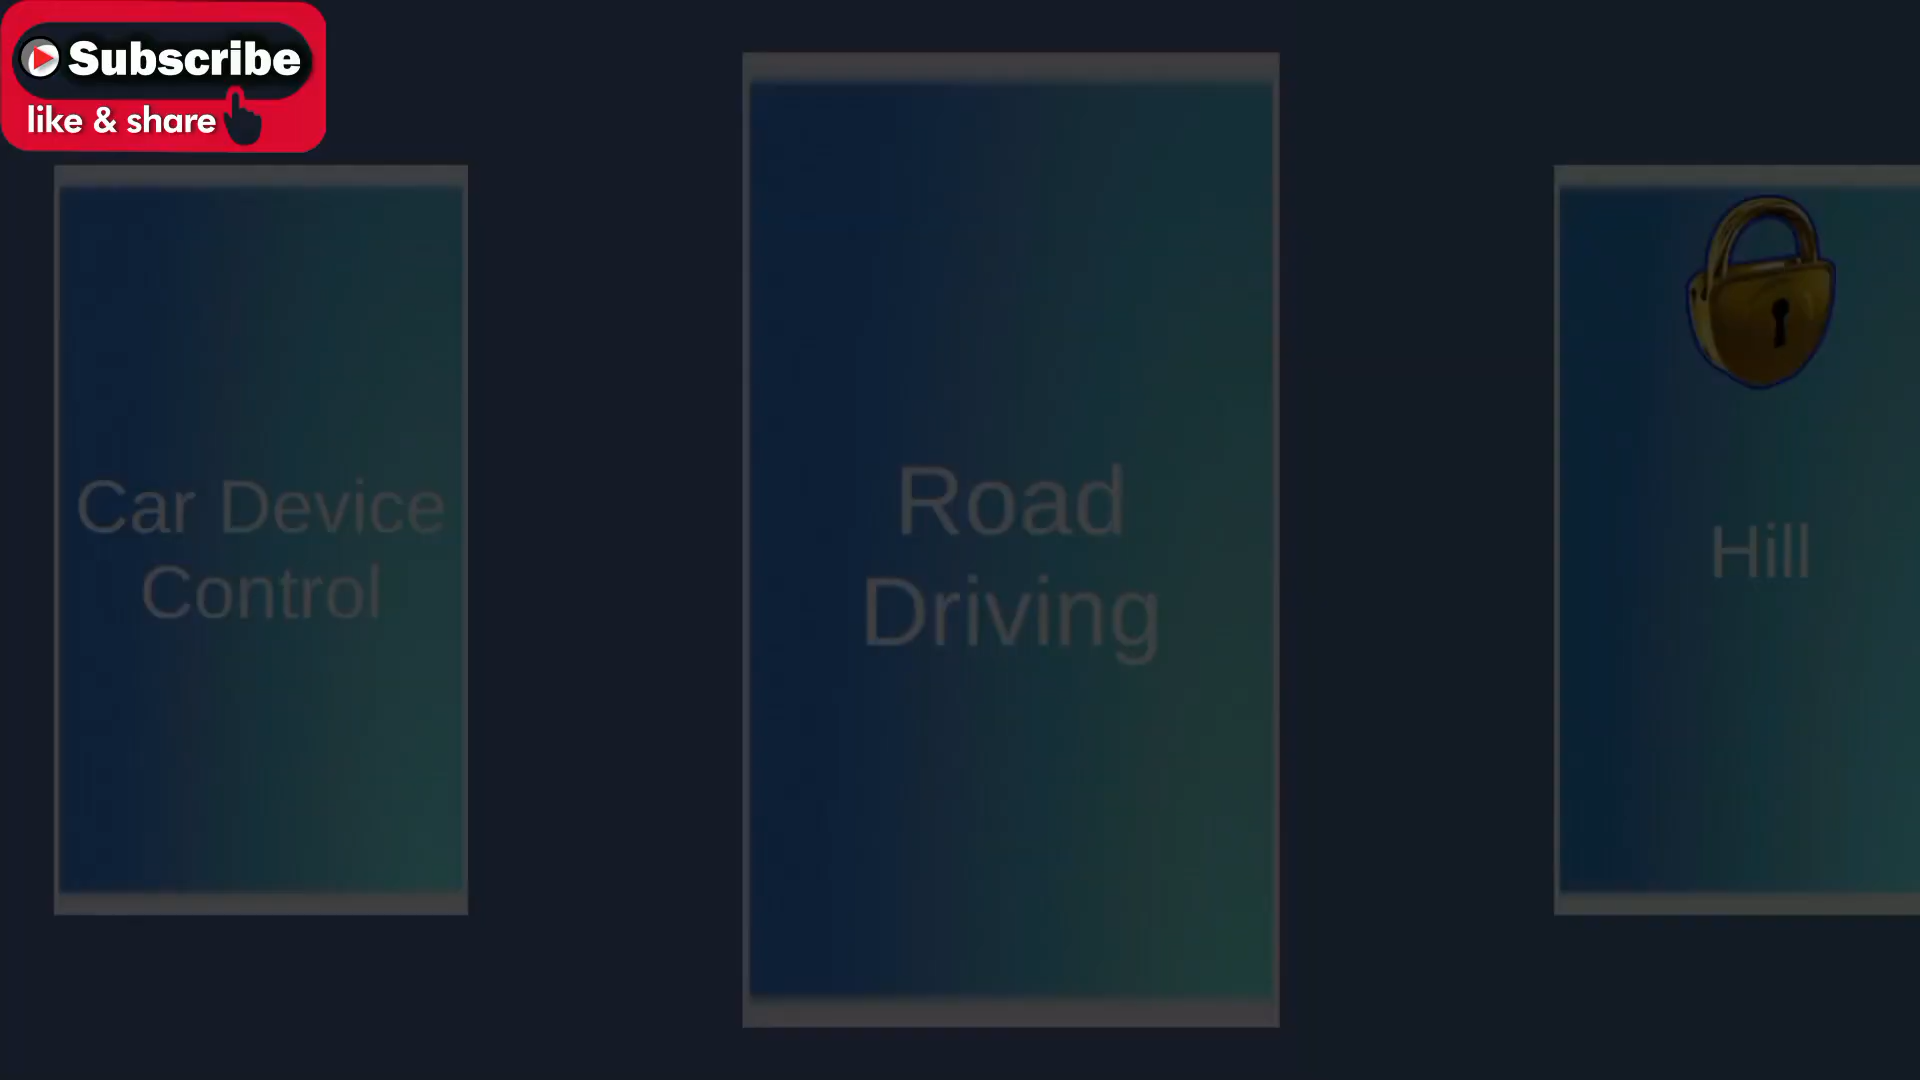 Subscribe
like & share
Car Device
Control
Road
Driving
Hill